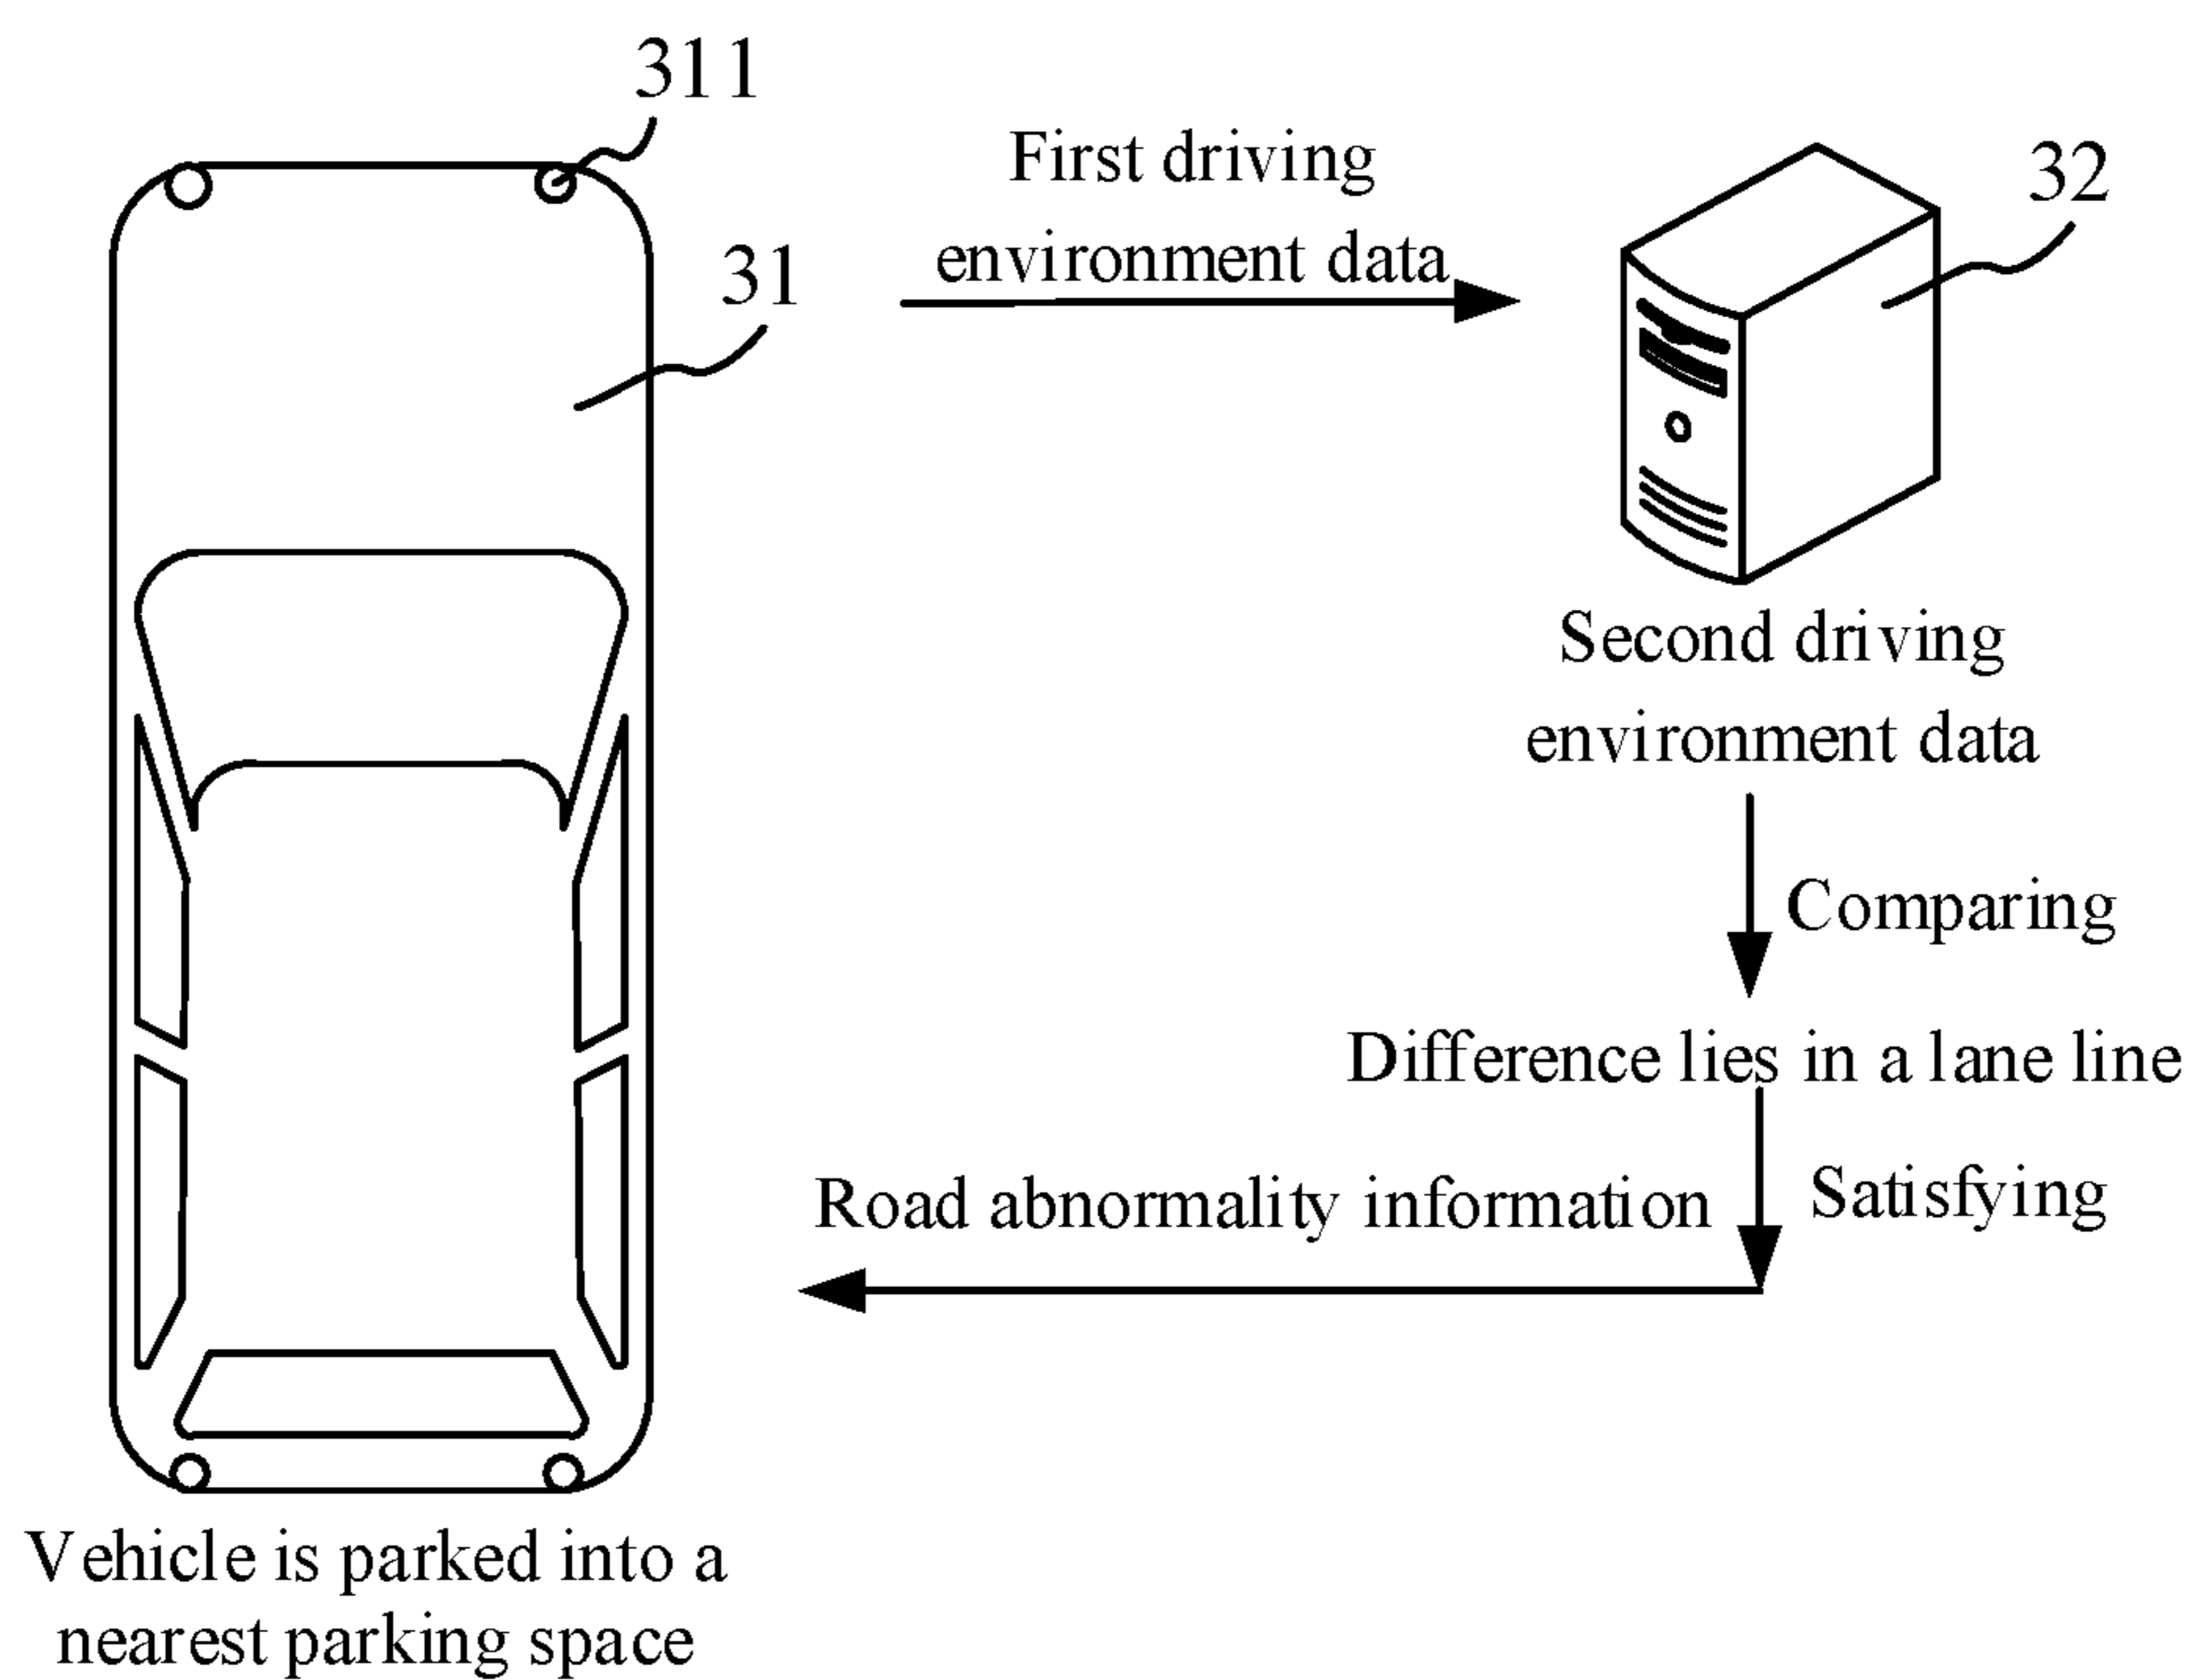 311
31
First driving
environment data
32
Second driving
environment data
Comparing
Difference lies in a lane line
Satisfying
Road abnormality information
Vehicle is parked into a
nearest parking space